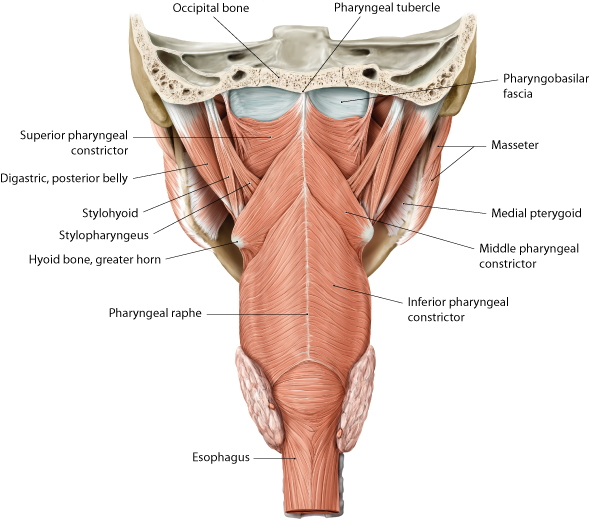 Occipital bone
Pharyngeal tubercle
Pharyngobasilar
fascia
Superior pharyngeal
constrictor
Masseter
Digastric, posterior belly
Stylohyoid
Medial pterygoid
Stylopharyngeus
Middle pharyngeal
constrictor
Hyoid bone, greater horn
Inferior pharyngeal
constrictor
Pharyngeal raphe
Esophagus